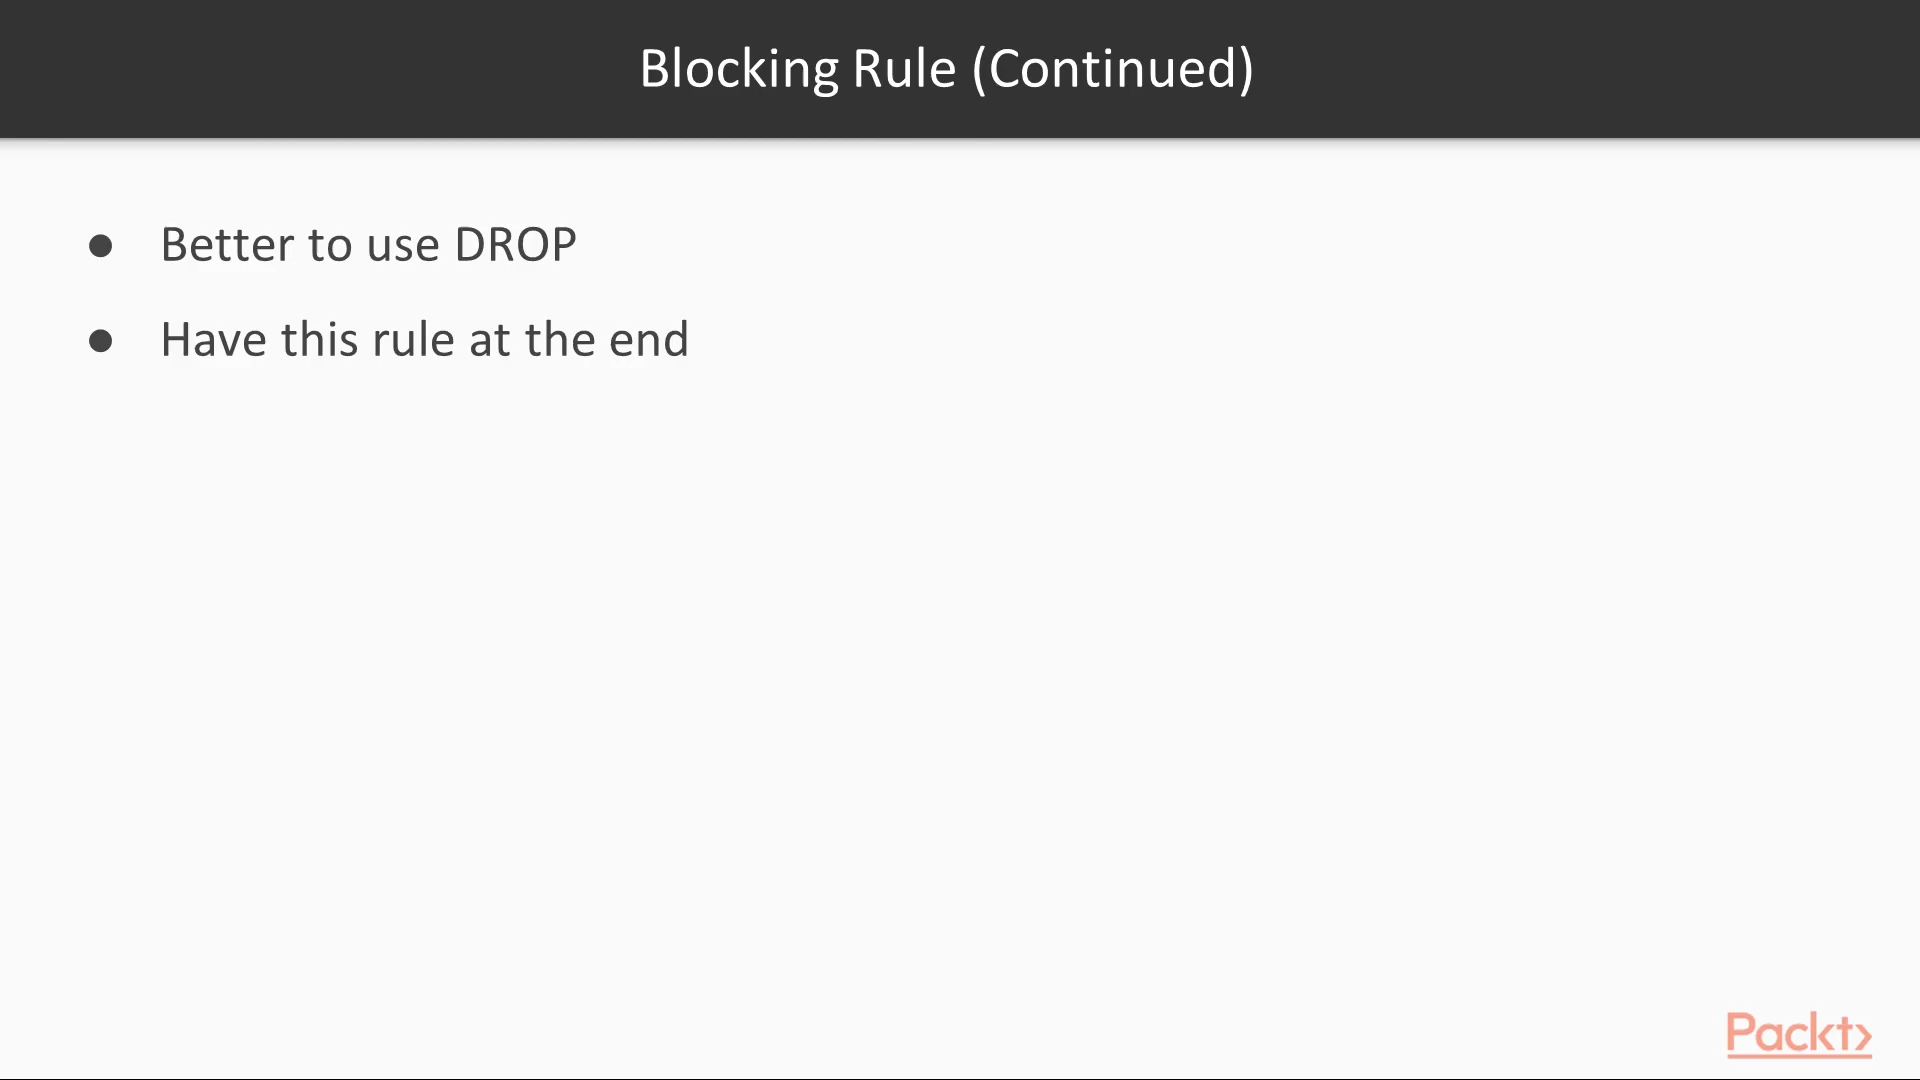 Blocking Rule (Continued)
● Better to use DROP
● Have this rule at the end
Packt>